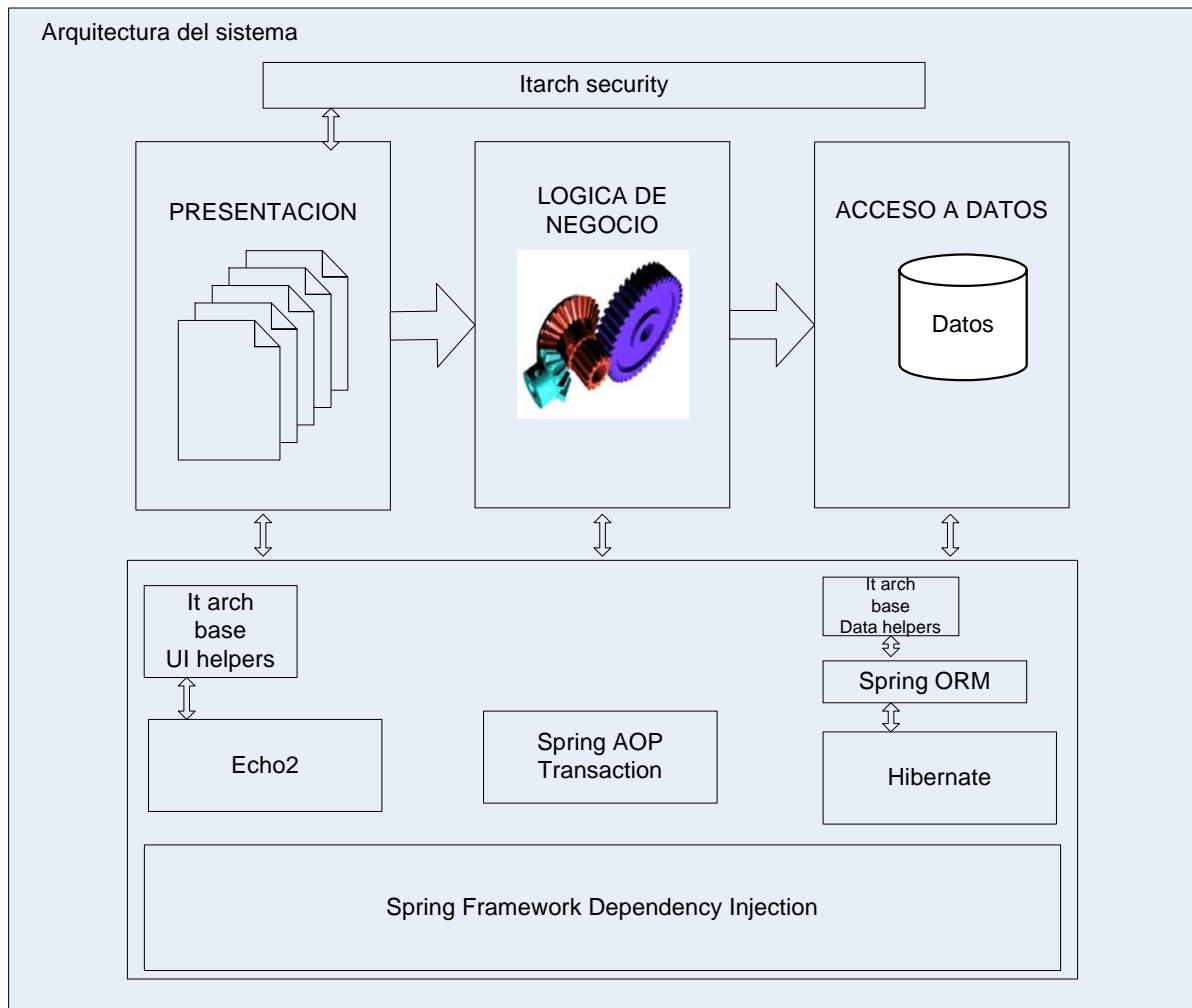 Arquitectura del sistema
Itarch security
PRESENTACION
LOGICA DE
NEGOCIO
ACCESO A DATOS
Datos
It arch
base
UI helpers
It arch
base
Data helpers
Spring ORM
Echo2
Spring AOP
Transaction
Hibernate
Spring Framework Dependency Injection